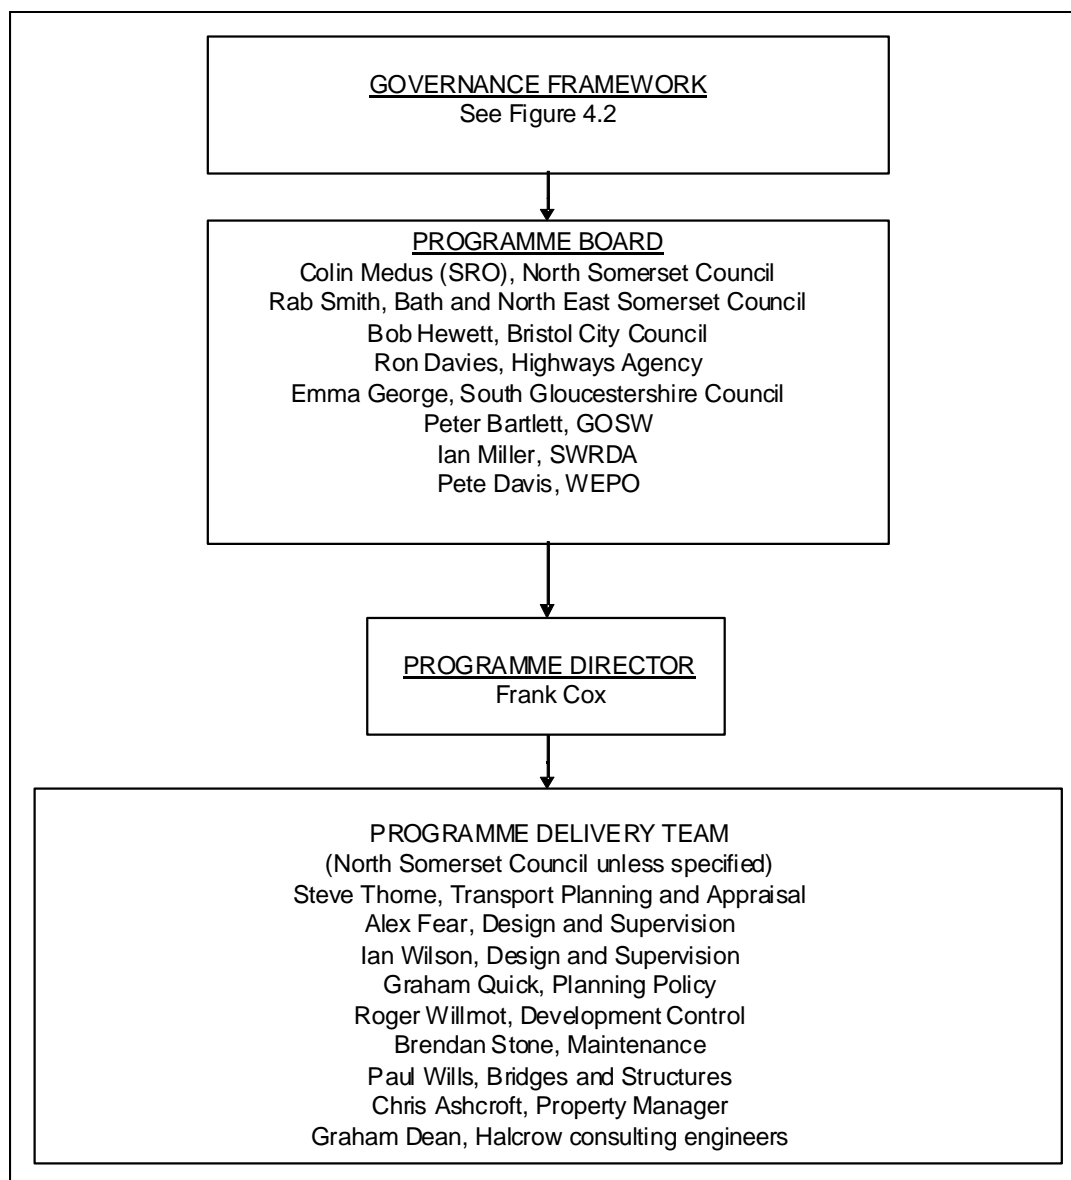 GOVERNANCE FRAMEWORK
See Figure 4.2
PROGRAMME BOARD
Colin Medus (SRO), North Somerset Council
Rab Smith, Bath and North East Somerset Council
Bob Hewett, Bristol City Council
Ron Davies, Highways Agency
Emma George, South Gloucestershire Council
Peter Bartlett, GOSW
Ian Miller, SWRDA
Pete Davis, WEPO
PROGRAMME DIRECTOR
Frank Cox
PROGRAMME DELIVERY TEAM
(North Somerset Council unless specified)
Steve Thorne, Transport Planning and Appraisal
Alex Fear, Design and Supervision
Ian Wilson, Design and Supervision
Graham Quick, Planning Policy
Roger Willmot, Development Control
Brendan Stone, Maintenance
Paul Wills, Bridges and Structures
Chris Ashcroft, Property Manager
Graham Dean, Halcrow consulting engineers